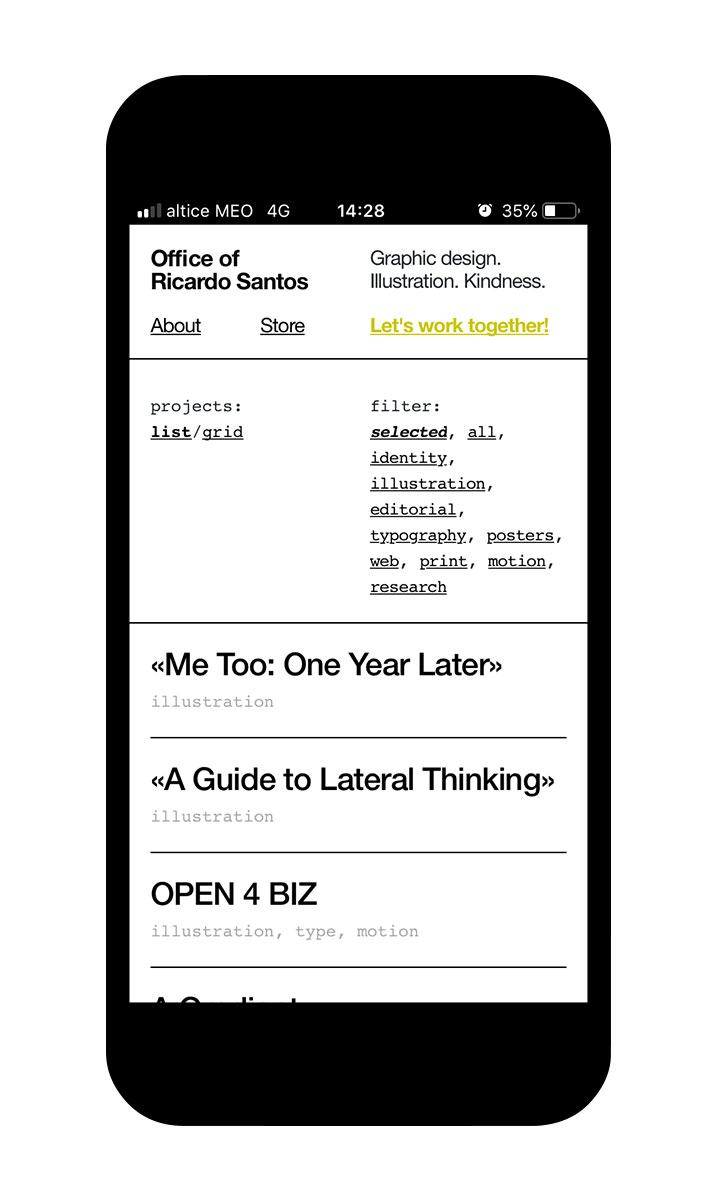 altice MEO 4G 14:28 35%
Office of
Ricardo Santos
Graphic design.
Illustration. Kindness.
About Store Let's work together!
projects:
list/grid
filter:
selected, all,
identity,
illustration,
editorial,
typography, posters,
web, print, motion,
research
«Me Too: One Year Later»
illustration
«A Guide to Lateral Thinking»
illustration
OPEN 4 BIZ
illustration, type, motion